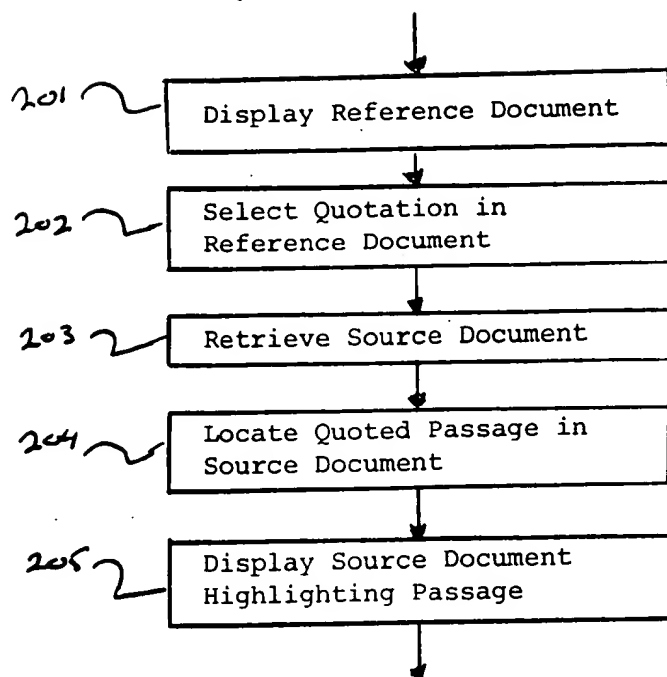 201
Display Reference Document
202
Select Quotation in
Reference Document
203
Retrieve Source Document
204
Locate Quoted Passage in
Source Document
205
Display Source Document
Highlighting Passage